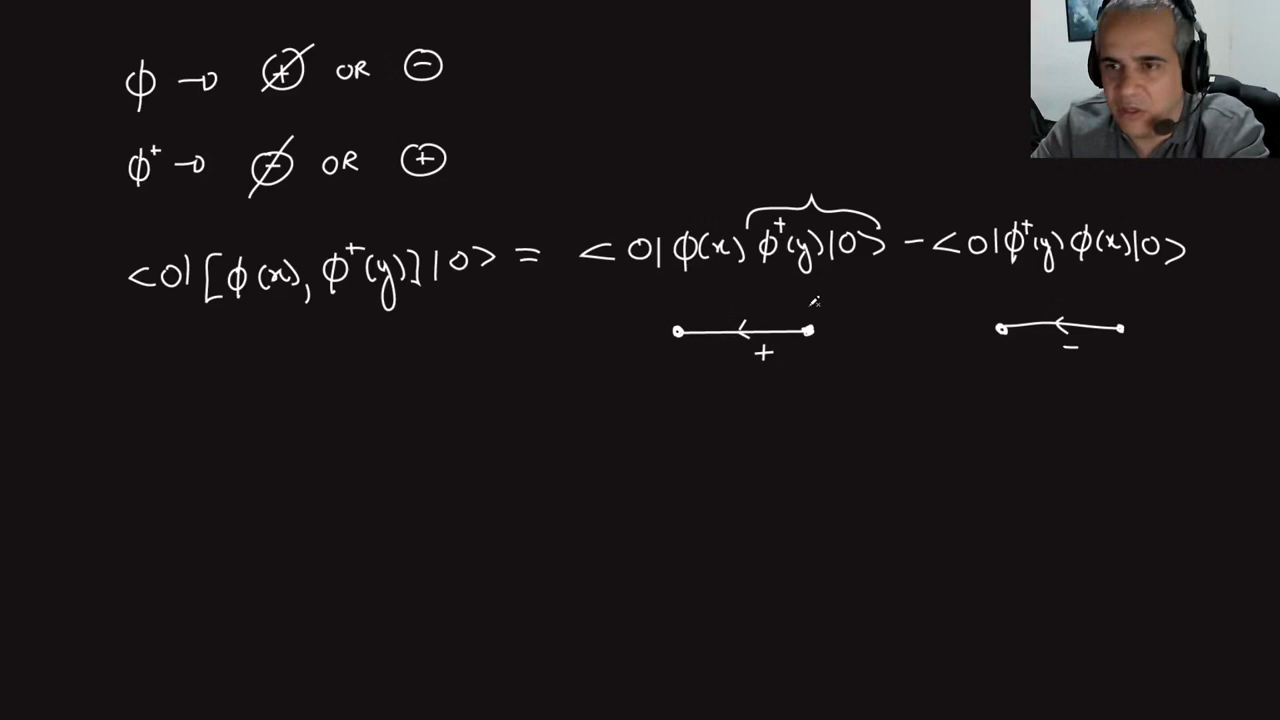 ϕ → ⊕ OR ⊖
ϕ⁺ → ⊖ OR ⊕
<0|[ϕ(x), ϕ⁺(y)]|0> = <0|ϕ(x) ϕ⁺(y)|0> - <0|ϕ⁺(y) ϕ(x)|0>
+ −